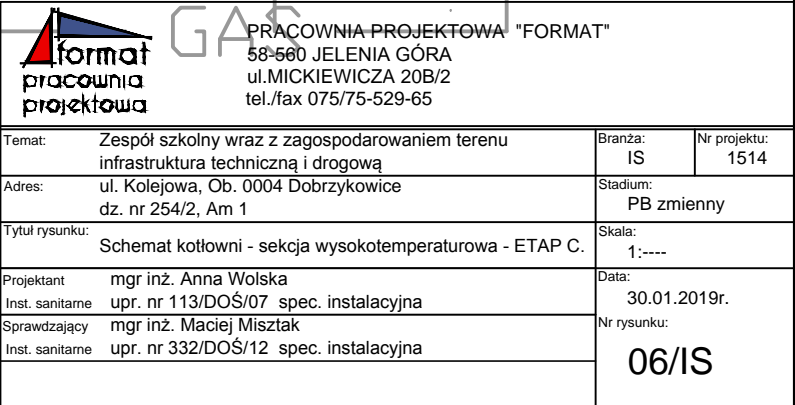 GAS
format
pracownia
projektowa
PRACOWNIA PROJEKTOWA "FORMAT"
58-560 JELENIA GÓRA
ul.MICKIEWICZA 20B/2
tel./fax 075/75-529-65
Temat: Zespół szkolny wraz z zagospodarowaniem terenu
infrastruktura techniczną i drogową
Branża:
IS
Nr projektu:
1514
Adres: ul. Kolejowa, Ob. 0004 Dobrzykowice
dz. nr 254/2, Am 1
Stadium:
PB zmienny
Tytuł rysunku:
Schemat kotłowni - sekcja wysokotemperaturowa - ETAP C.
Skala:
1:----
Projektant mgr inż. Anna Wolska
Inst. sanitarne upr. nr 113/DOŚ/07 spec. instalacyjna
Data:
30.01.2019r.
Sprawdzający mgr inż. Maciej Misztak
Inst. sanitarne upr. nr 332/DOŚ/12 spec. instalacyjna
Nr rysunku:
06/IS